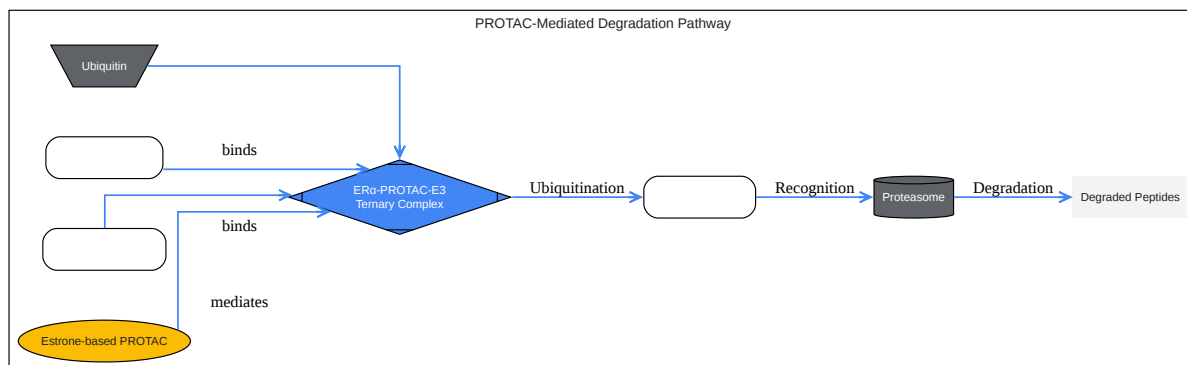 PROTAC-Mediated Degradation Pathway
Ubiquitin
binds
ERα-PROTAC-E3
Ternary Complex
Ubiquitination
Recognition
Proteasome
Degradation
Degraded Peptides
binds
mediates
Estrone-based PROTAC